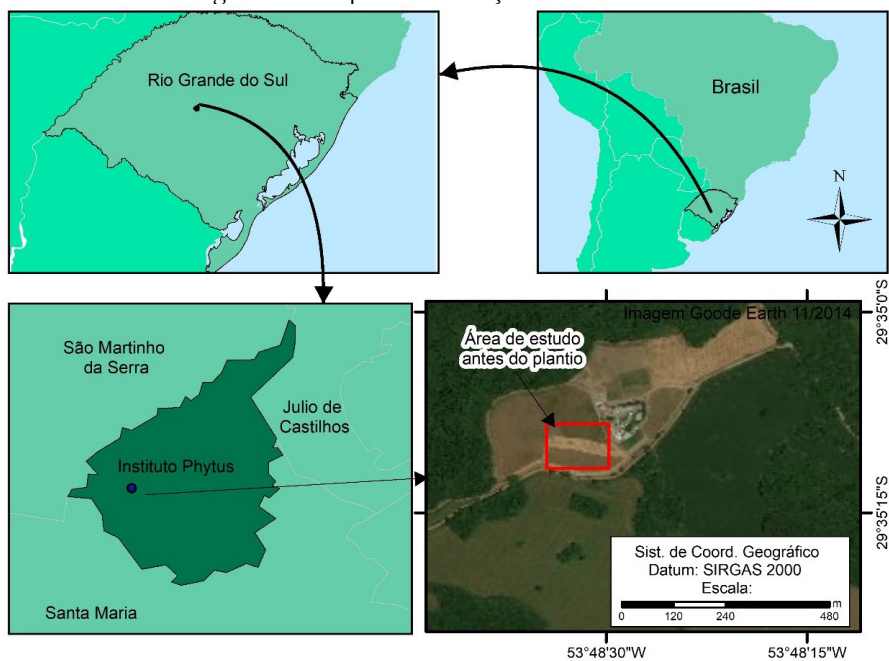 Rio Grande do Sul
Brasil
N
São Martinho
da Serra
Julio de
Castilhos
Instituto Phytus
Santa Maria
Imagem Goode Earth 11/2014
Área de estudo
antes do plantio
29°35'0"S
29°35'15"S
Sist. de Coord. Geográfico
Datum: SIRGAS 2000
Escala:
m
0 120 240 480
53°48'30"W
53°48'15"W